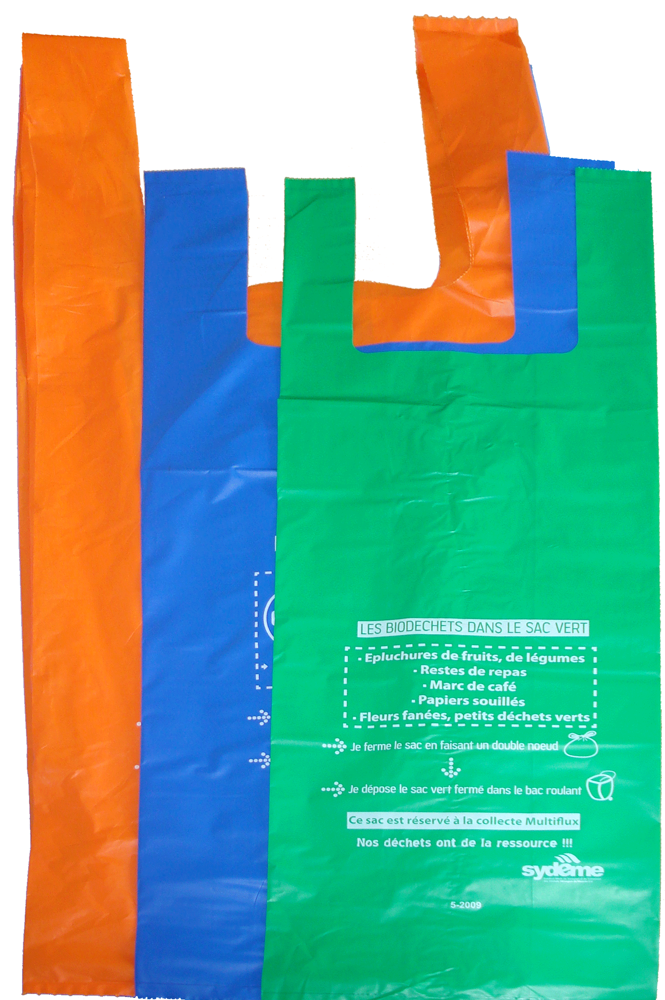 LES BIODECHETS DANS LE SAC VERT
- Epluchures de fruits, de légumes
- Restes de repas
- Marc de café
- Papiers souillés
- Fleurs fanées, petits déchets verts
Je ferme le sac en faisant un double noeud
Je dépose le sac vert fermé dans le bac roulant
Ce sac est réservé à la collecte Multiflux
Nos déchets ont de la ressource !!!
sydeme
5-2009